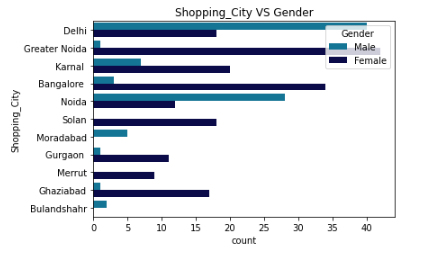 Shopping_City VS Gender
Gender
Male
Female
Shopping_City
Delhi
Greater Noida
Karnal
Bangalore
Noida
Solan
Moradabad
Gurgaon
Merrut
Ghaziabad
Bulandshahr
0 5 10 15 20 25 30 35 40
count